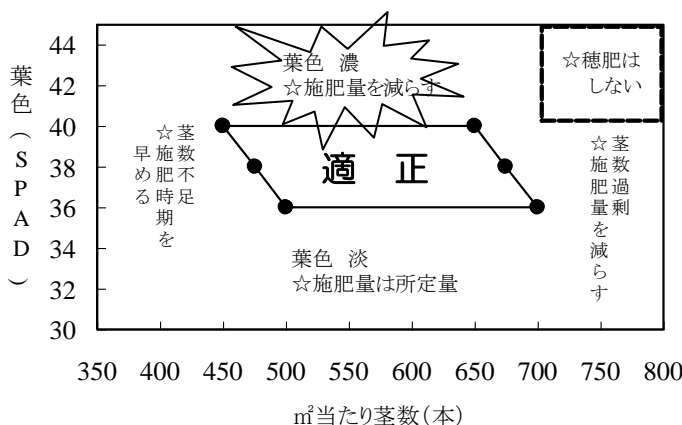 葉色(SPAD)
44
42
40
38
36
34
32
30
葉色 濃
☆施肥量を減らす
☆穂肥は
しない
茎数不足
☆施肥時期を
早める
適 正
茎数過剰
☆施肥量を減らす
葉色 淡
☆施肥量は所定量
350 400 450 500 550 600 650 700 750 800
㎡当たり茎数(本)